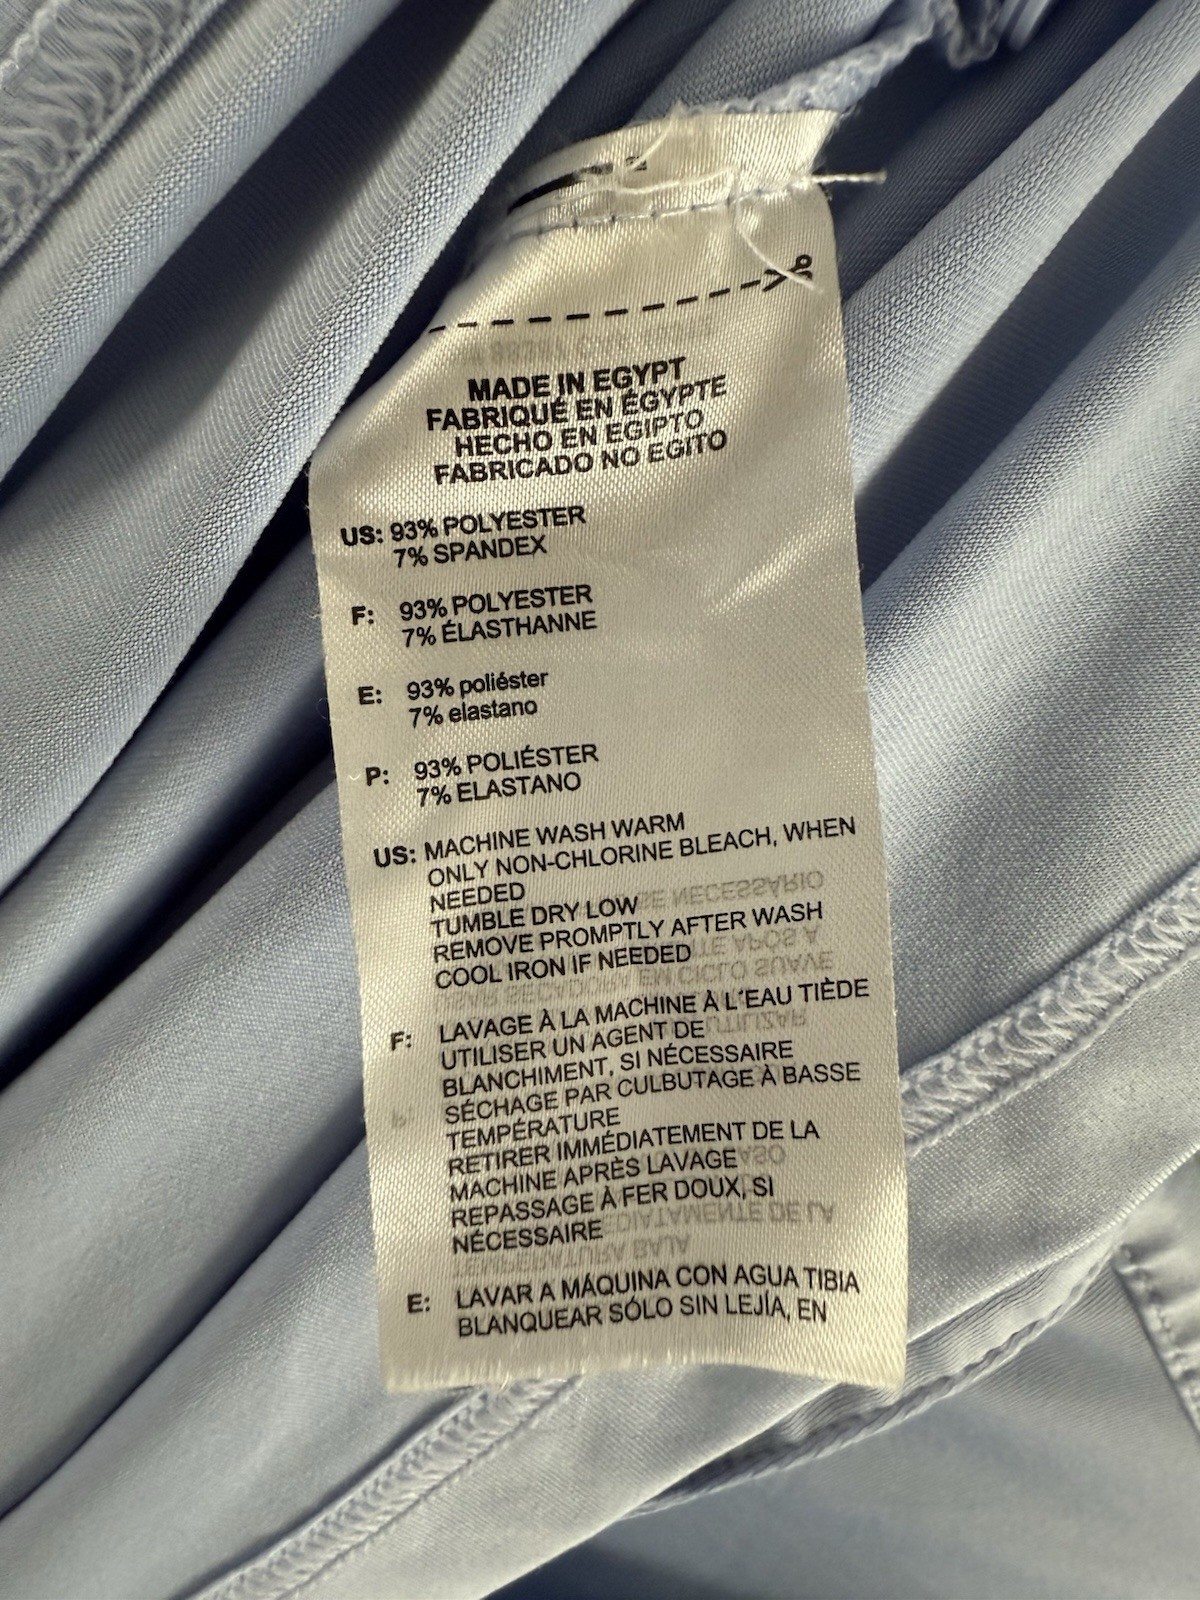 MADE IN EGYPT
FABRIQUÉ EN ÉGYPTE
HECHO EN EGIPTO
FABRICADO NO EGITO
US: 93% POLYESTER
7% SPANDEX
F: 93% POLYESTER
7% ÉLASTHANNE
E: 93% poliéster
7% elastano
P: 93% POLIÉSTER
7% ELASTANO
US: MACHINE WASH WARM
ONLY NON-CHLORINE BLEACH, WHEN
NEEDED
TUMBLE DRY LOW
REMOVE PROMPTLY AFTER WASH
COOL IRON IF NEEDED
F: LAVAGE À LA MACHINE À L´EAU TIÈDE
UTILISER UN AGENT DE
BLANCHIMENT, SI NÉCESSAIRE
SÉCHAGE PAR CULBUTAGE À BASSE
TEMPÉRATURE
RETIRER IMMÉDIATEMENT DE LA
MACHINE APRÈS LAVAGE
REPASSAGE À FER DOUX, SI
NÉCESSAIRE
E: LAVAR A MÁQUINA CON AGUA TIBIA
BLANQUEAR SÓLO SIN LEJÍA, EN